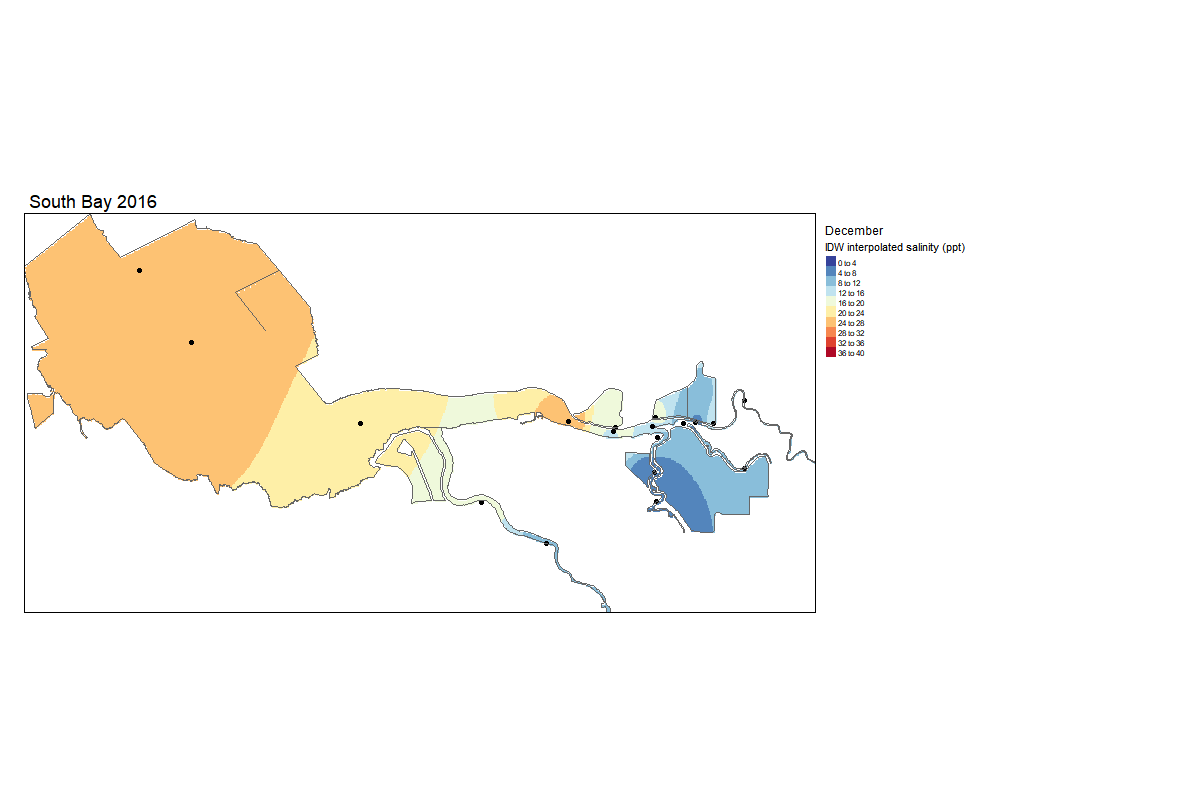 South Bay 2016
December
IDW interpolated salinity (ppt)
0 to 4
4 to 8
8 to 12
12 to 16
16 to 20
20 to 24
24 to 28
28 to 32
32 to 36
36 to 40